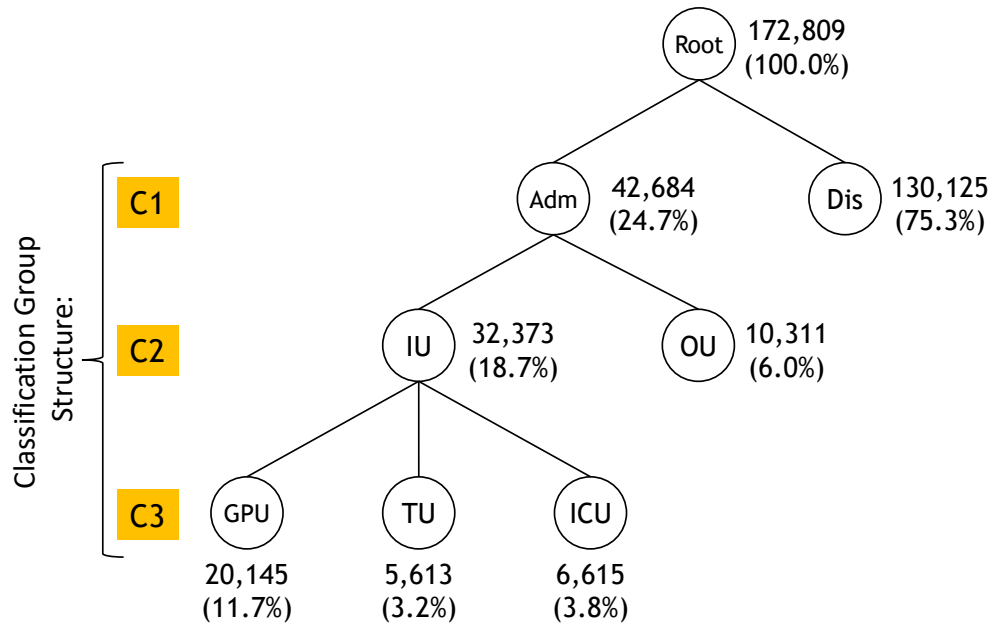 Root
172,809
(100.0%)
Classification Group
Structure:
C1
Adm
42,684
(24.7%)
Dis
130,125
(75.3%)
C2
IU
32,373
(18.7%)
OU
10,311
(6.0%)
C3
GPU
TU
ICU
20,145
(11.7%)
5,613
(3.2%)
6,615
(3.8%)